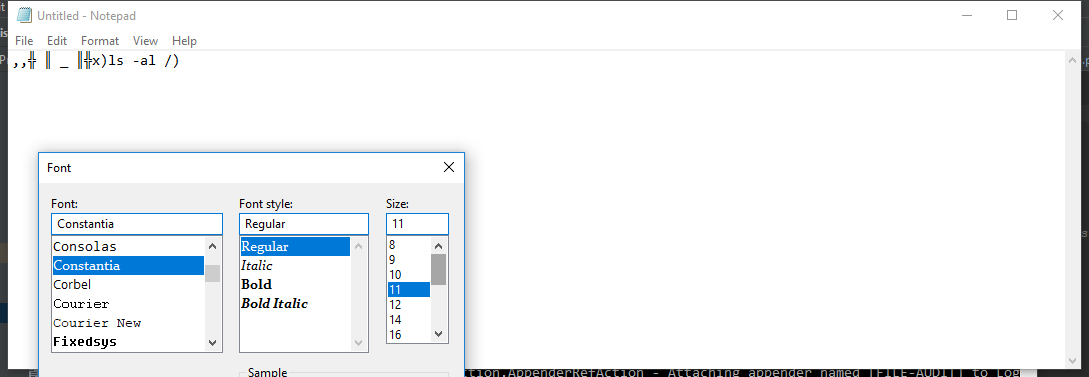 Untitled - Notepad
File Edit Format View Help
,,╬ ║ _ ║╬x)ls -al /)
Font
Font: Font style: Size:
Constantia Regular 11
Consolas Regular 8
Constantia Italic 9
Corbel Bold 10
Courier Bold Italic 11
Courier New 12
Fixedsys 14
16
Sample
tion.AppenderRefAction - Attaching appender named [FILE-AUDIT] to Log